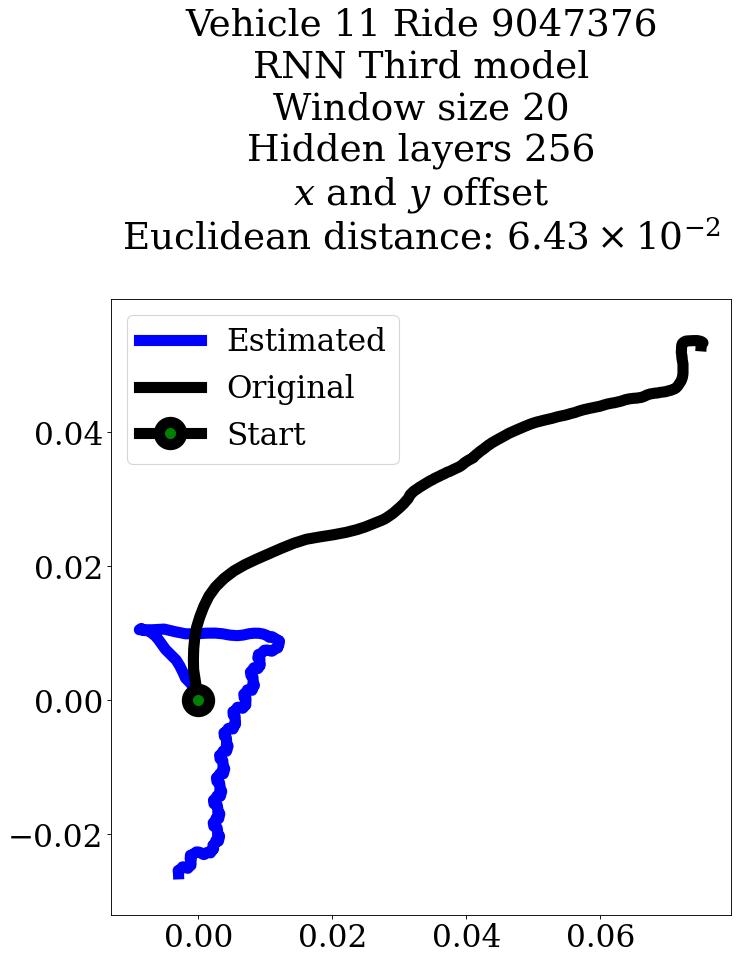 Vehicle 11 Ride 9047376
RNN Third model
Window size 20
Hidden layers 256
x and y offset
Euclidean distance: 6.43 × 10⁻²
Estimated
Original
Start
0.04
0.02
0.00
−0.02
0.00 0.02 0.04 0.06